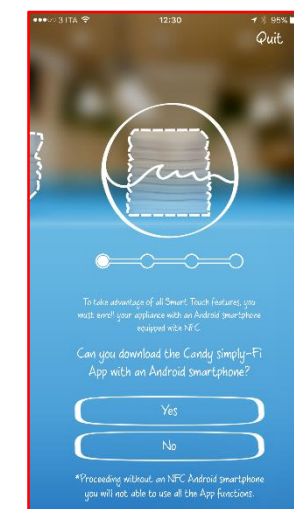 3 ITA 12:30 95%
Quit
To take advantage of all Smart Touch features, you
must enroll your appliance with an Android smartphone
equipped with NFC
Can you download the Candy simply-Fi
App with an Android smartphone?
Yes
No
*Proceeding without an NFC Android smartphone
you will not able to use all the App functions.